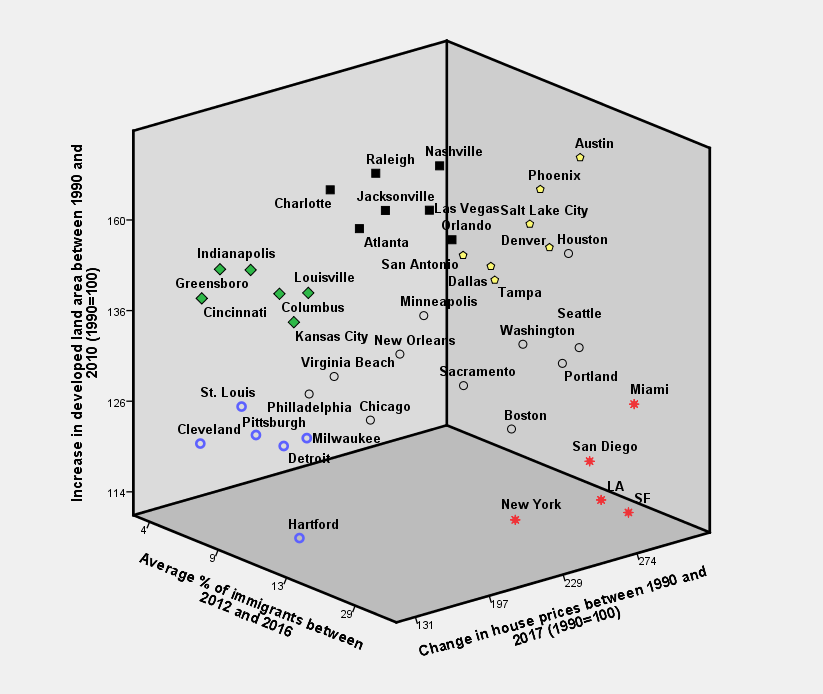 Austin
Nashville
Raleigh
Phoenix
Jacksonville
Charlotte
Las Vegas
Salt Lake City
160
Orlando
Atlanta
Denver
Houston
Indianapolis
San Antonio
Louisville
Greensboro
Dallas
Tampa
Minneapolis
Columbus
Cincinnati
136
Seattle
Kansas City
New Orleans
Washington
Virginia Beach
Sacramento
Portland
Miami
St. Louis
126
Philladelphia
Chicago
Boston
Cleveland
Pittsburgh
Milwaukee
San Diego
Detroit
LA
114
SF
New York
Hartford
4
9
13
29
131
197
229
274
Increase in developed land area between 1990 and
2010 (1990=100)
Average % of immigrants between
2012 and 2016
Change in house prices between 1990 and
2017 (1990=100)